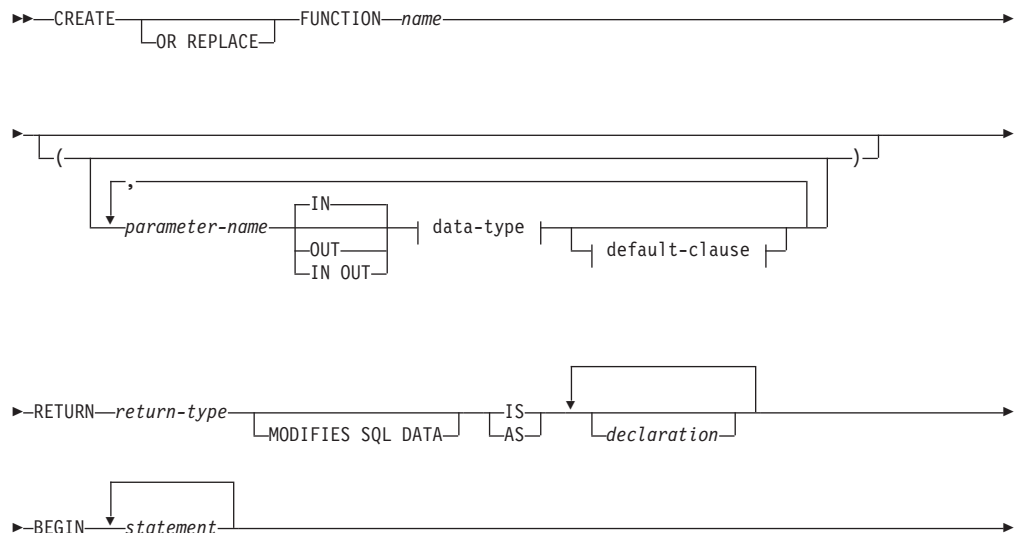 CREATE FUNCTION name
OR REPLACE
( )
,
IN
parameter-name data-type
OUT default-clause
IN OUT
RETURN return-type IS
MODIFIES SQL DATA AS declaration
BEGIN statement